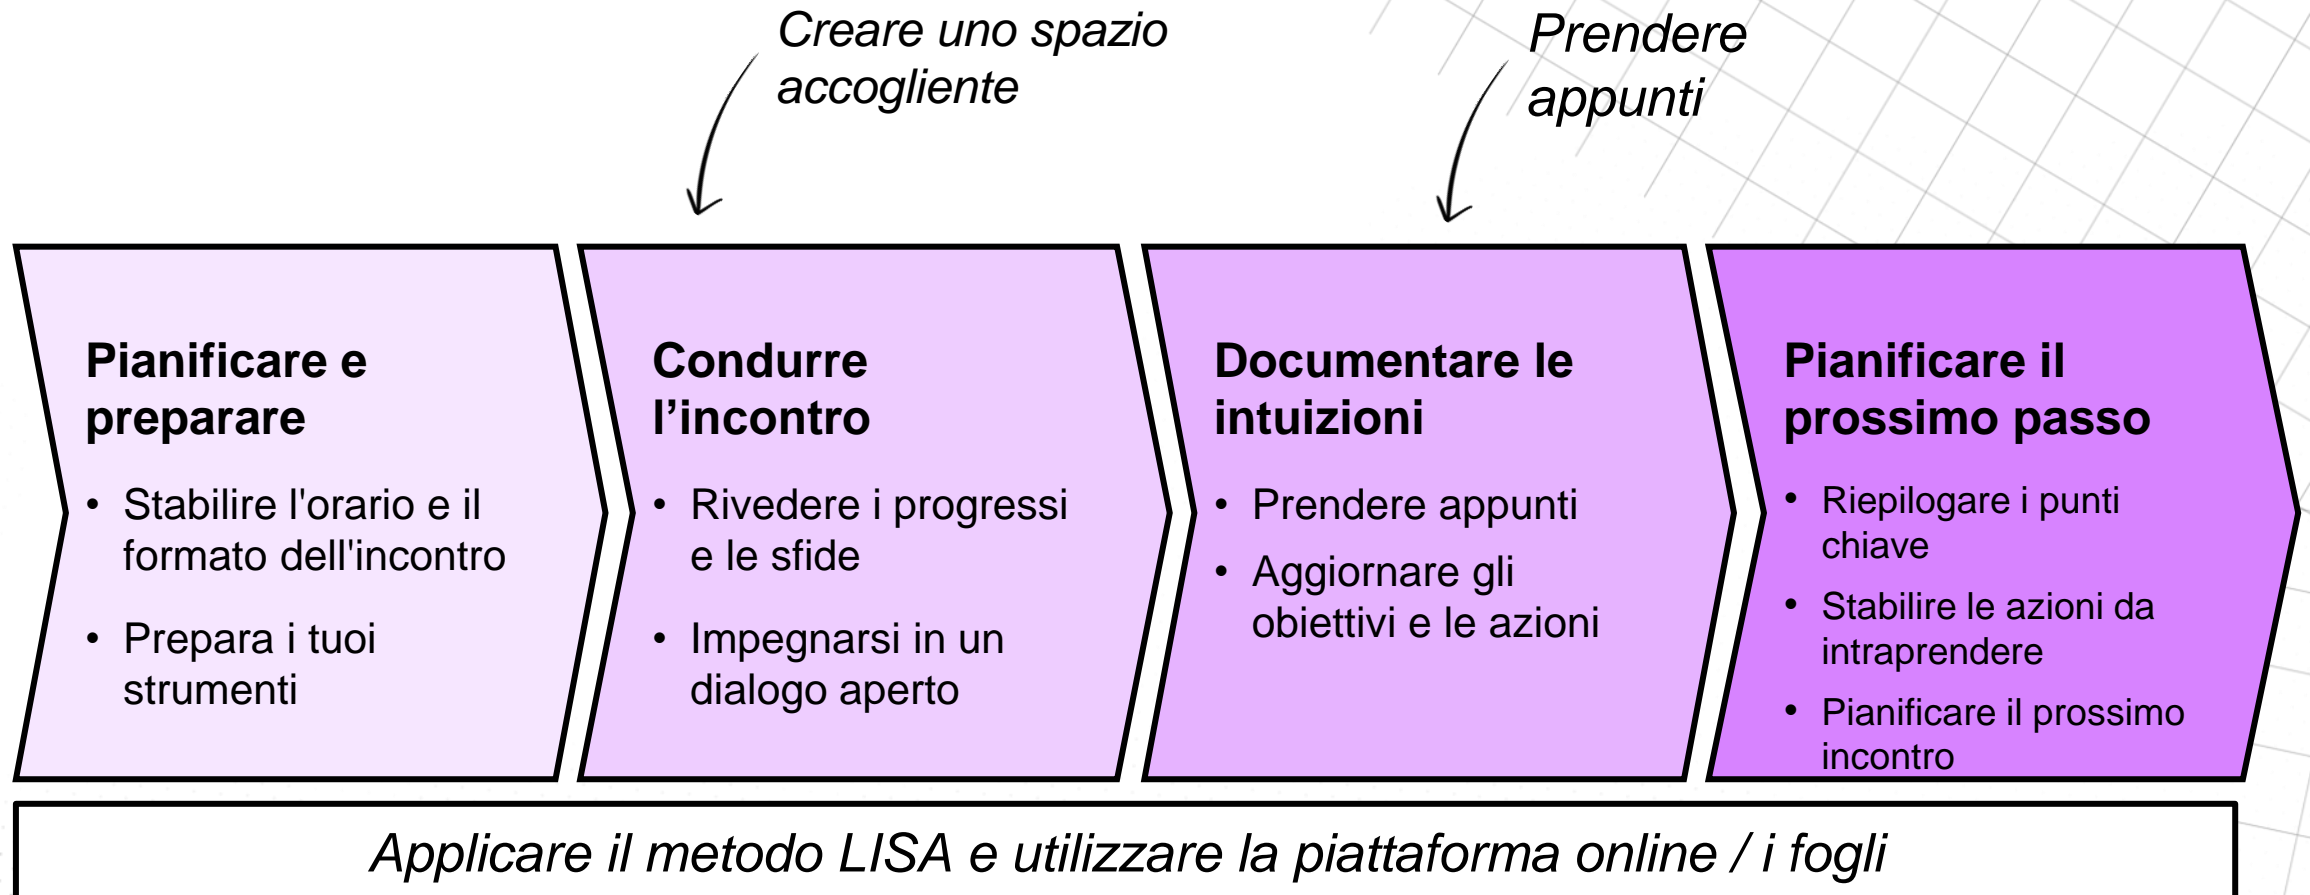 Creare uno spazio
accogliente
Prendere
appunti
Pianificare e
preparare
• Stabilire l'orario e il
formato dell'incontro
• Prepara i tuoi
strumenti
Condurre
l’incontro
• Rivedere i progressi
e le sfide
• Impegnarsi in un
dialogo aperto
Documentare le
intuizioni
• Prendere appunti
• Aggiornare gli
obiettivi e le azioni
Pianificare il
prossimo passo
• Riepilogare i punti
chiave
• Stabilire le azioni da
intraprendere
• Pianificare il prossimo
incontro
Applicare il metodo LISA e utilizzare la piattaforma online / i fogli